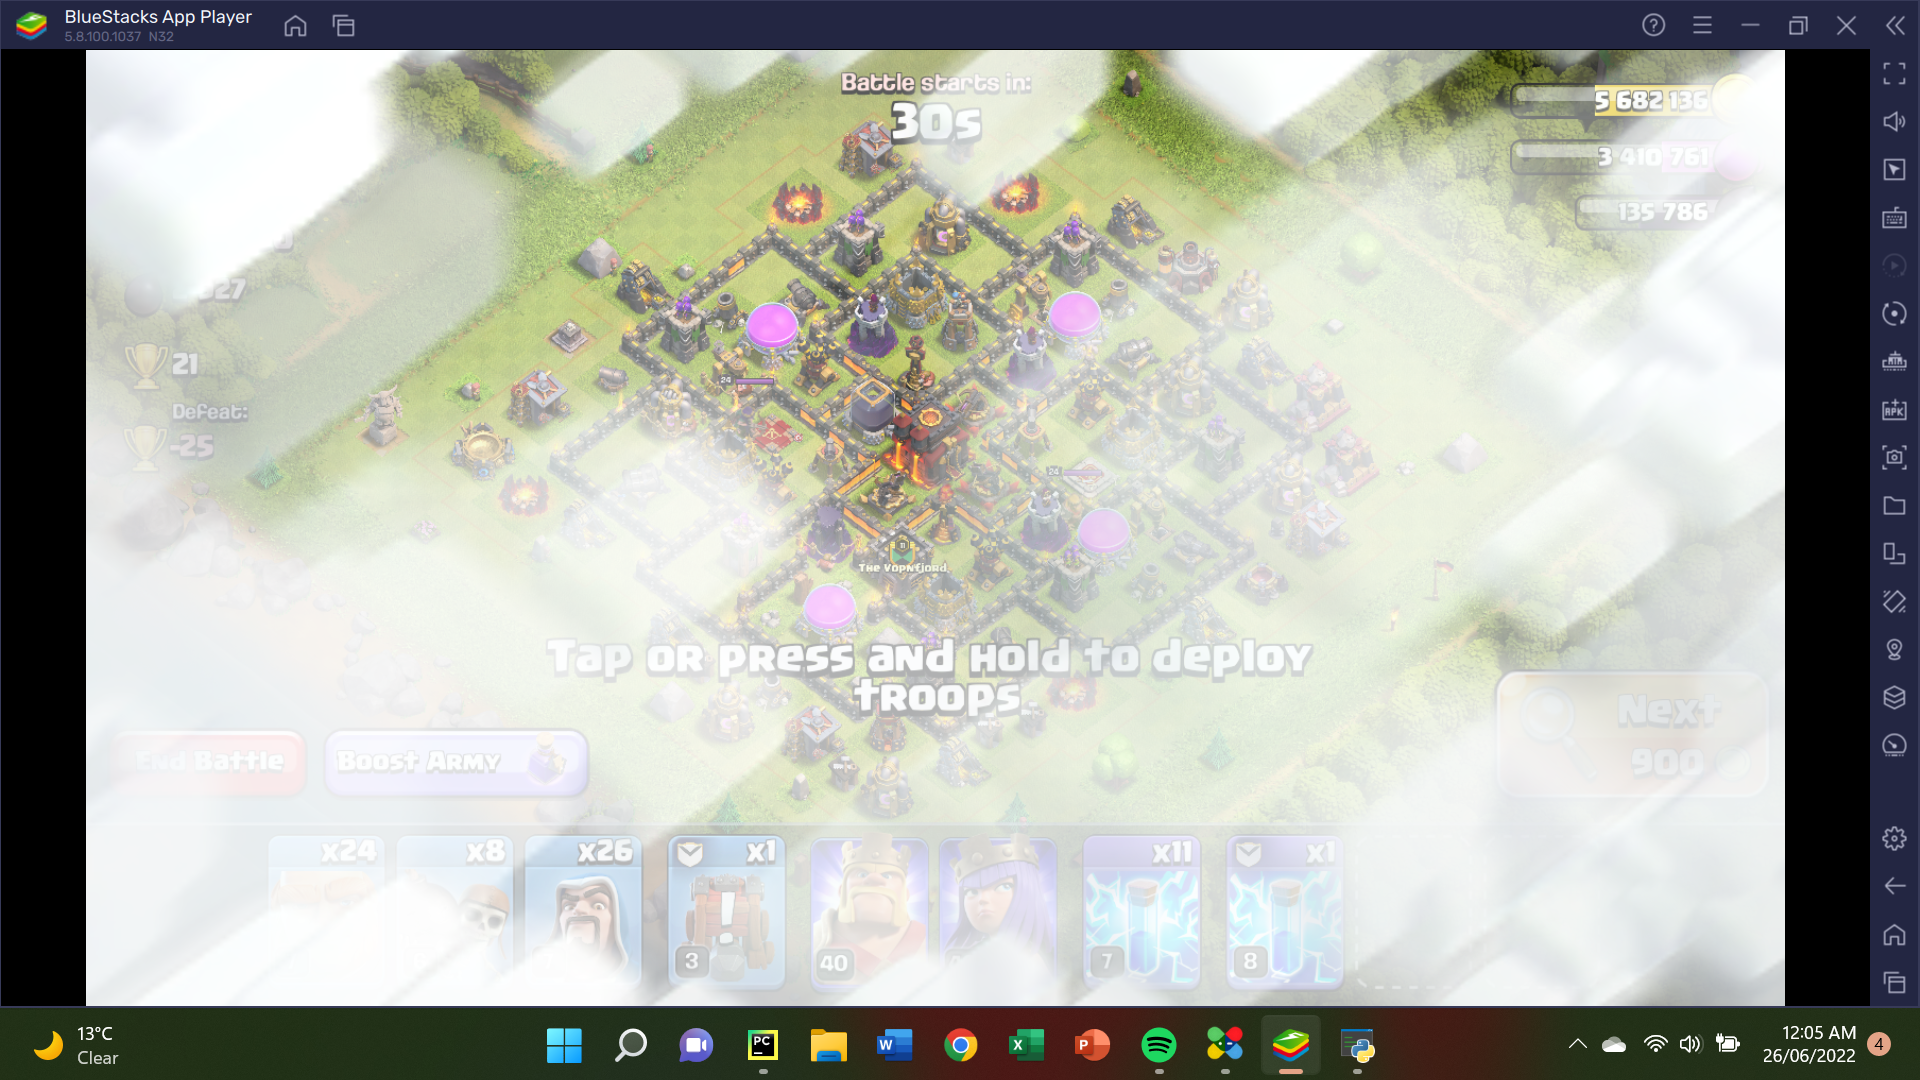 BlueStacks App Player
5.8.100.1037 N32
Battle starts in:
30s
5 682 136
3 410 761
135 786
21
Defeat:
-25
24
24
The Vopnfjord
Tap or press and hold to deploy
troops
End Battle
Boost Army
Next
900
x24
x8
x26
x1
x11
x1
3
40
7
8
13°C
Clear
12:05 AM
26/06/2022
4